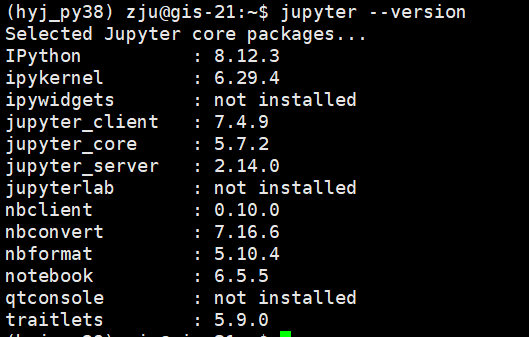 (hyj_py38) zju@gis-21:~$ jupyter --version
Selected Jupyter core packages...
IPython          : 8.12.3
ipykernel        : 6.29.4
ipywidgets       : not installed
jupyter_client   : 7.4.9
jupyter_core     : 5.7.2
jupyter_server   : 2.14.0
jupyterlab       : not installed
nbclient         : 0.10.0
nbconvert        : 7.16.6
nbformat         : 5.10.4
notebook         : 6.5.5
qtconsole        : not installed
traitlets        : 5.9.0